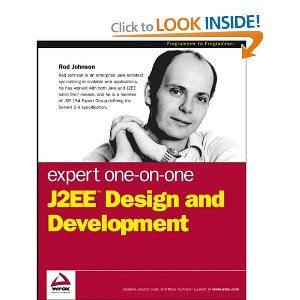 Click to LOOK INSIDE!
Programmer to Programmer
Rod Johnson
Rod Johnson is an enterprise Java architect
specializing in scalable web applications.
He has worked with both Java and J2EE
since their release, and he is a member
of JSR 154 Expert Group defining the
Servlet 2.4 specification.
expert one-on-one
J2EE™ Design and
Development
wrox
Updates, source code, and Wrox technical support at www.wrox.com